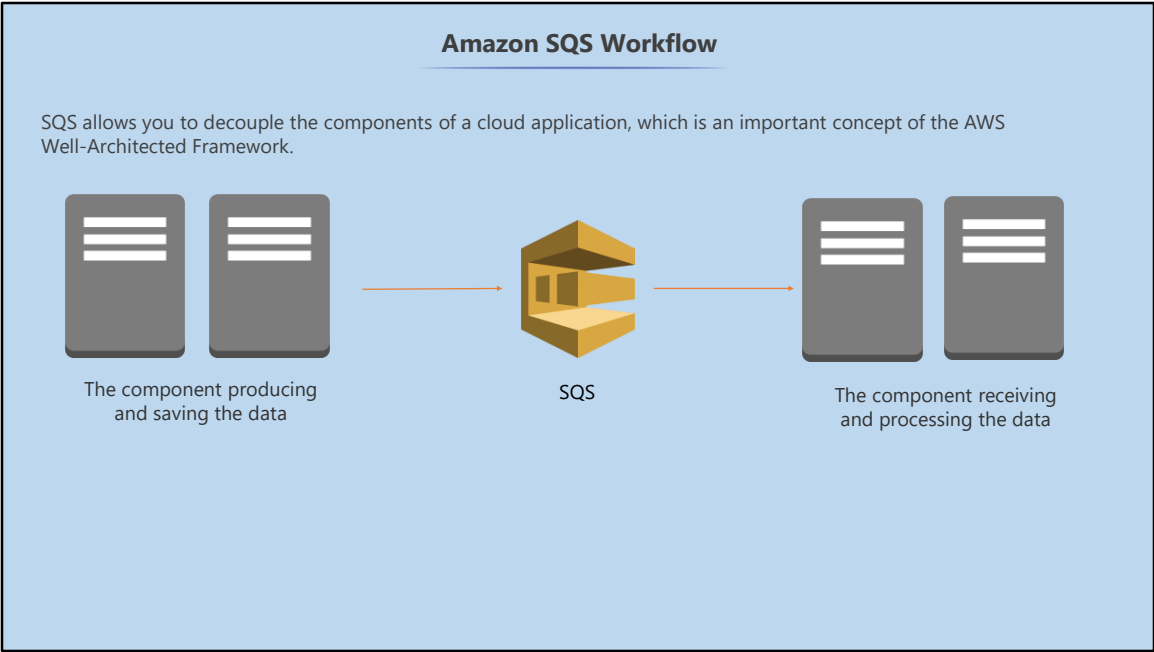 Amazon SQS Workflow
SQS allows you to decouple the components of a cloud application, which is an important concept of the AWS
Well-Architected Framework.
The component producing
and saving the data
SQS
The component receiving
and processing the data